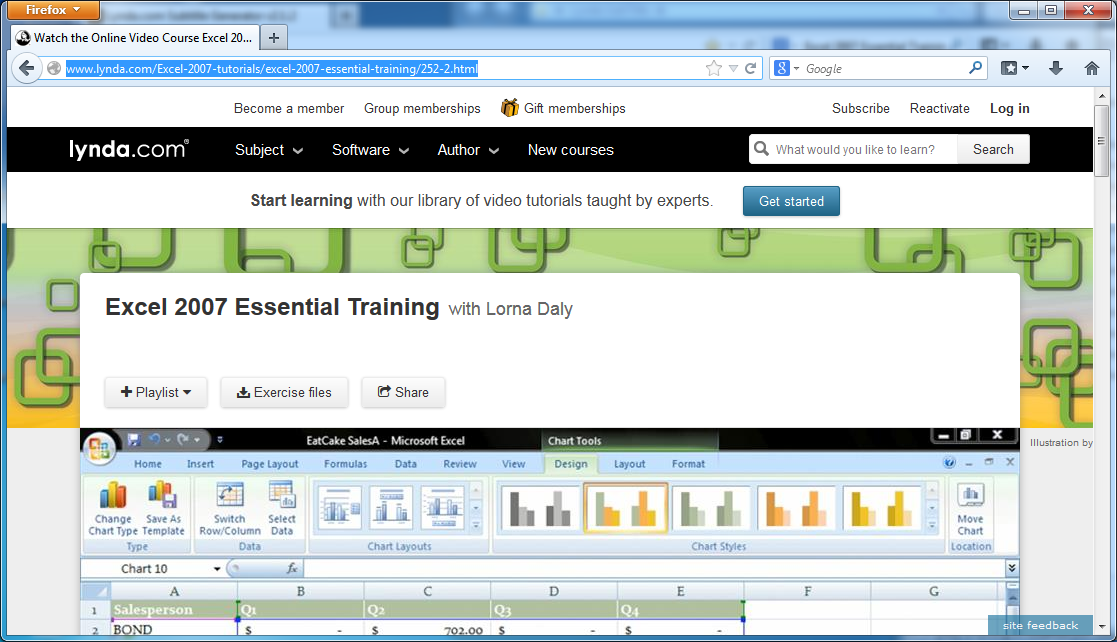 Firefox
Watch the Online Video Course Excel 20...
www.lynda.com/Excel-2007-tutorials/excel-2007-essential-training/252-2.html
Google
Become a member Group memberships Gift memberships Subscribe Reactivate Log in
lynda.com Subject Software Author New courses What would you like to learn? Search
Start learning with our library of video tutorials taught by experts. Get started
Excel 2007 Essential Training with Lorna Daly
Playlist Exercise files Share
Illustration by
EatCake SalesA - Microsoft Excel Chart Tools
Home Insert Page Layout Formulas Data Review View Design Layout Format
Change Chart Type Save As Template Switch Row/Column Select Data Move Chart
Type Data Chart Layouts Chart Styles Location
Chart 10 fx
A B C D E F G
1 Salesperson Q1 Q2 Q3 Q4
2 BOND $ - $ 702.00 $ - $ -
site feedback